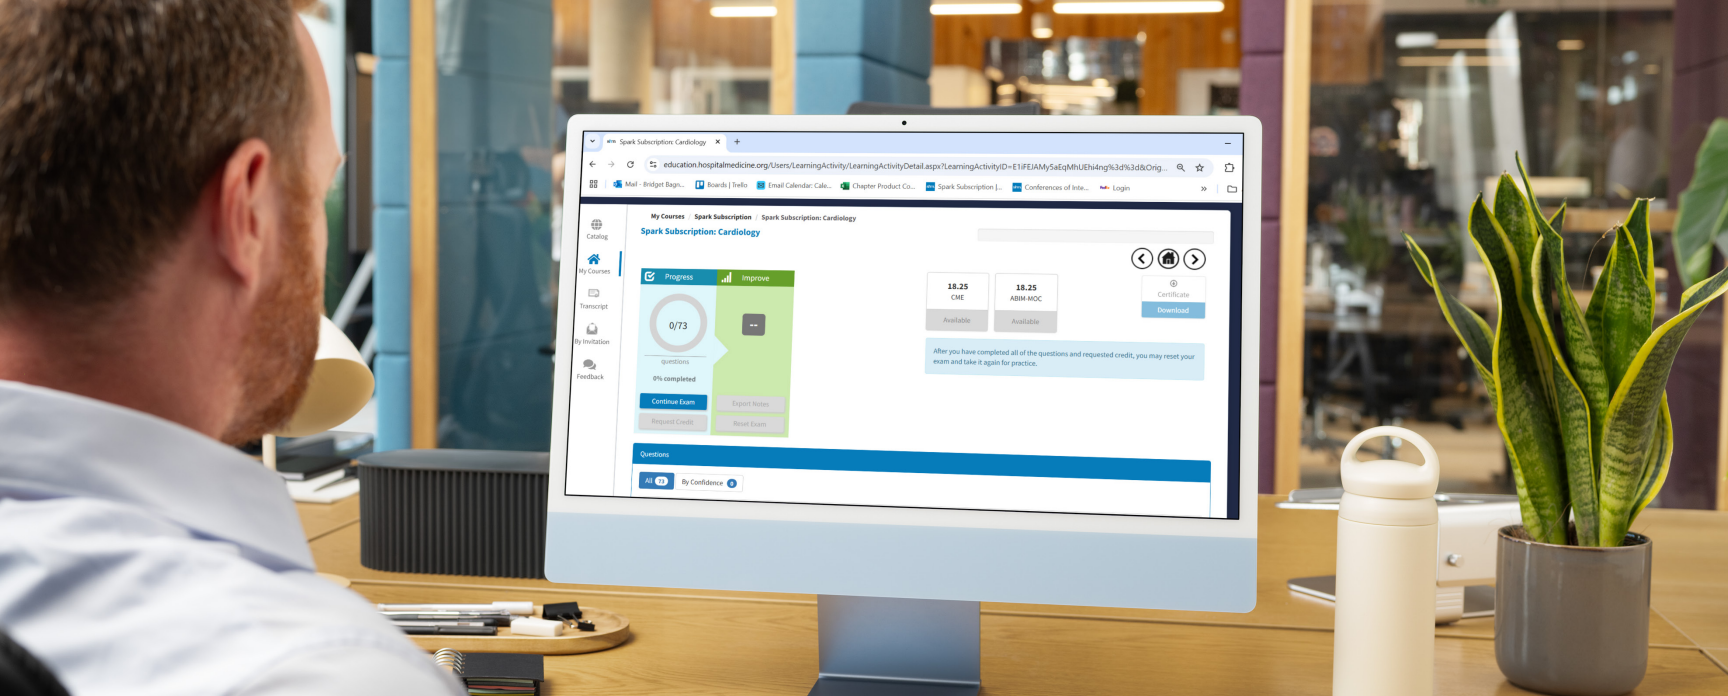 Spark Subscription: Cardiology
education.hospitalmedicine.org/Users/LearningActivity/LearningActivityDetail.aspx?LearningActivityID=E1iFEJAMy5aEqMhUEhi4ng%3d%3d&Orig...
Mail - Bridget Bagn... Boards | Trello Email Calendar: Cale... Chapter Product Co... Spark Subscription |... Conferences of Inte... Login »
My Courses / Spark Subscription / Spark Subscription: Cardiology
Spark Subscription: Cardiology
Catalog
My Courses
Transcript
By Invitation
Feedback
Progress
Improve
0/73
questions
0% completed
--
Continue Exam
Export Notes
Request Credit
Reset Exam
18.25
CME
Available
18.25
ABIM-MOC
Available
Certificate
Download
After you have completed all of the questions and requested credit, you may reset your
exam and take it again for practice.
Questions
All 73 By Confidence 0